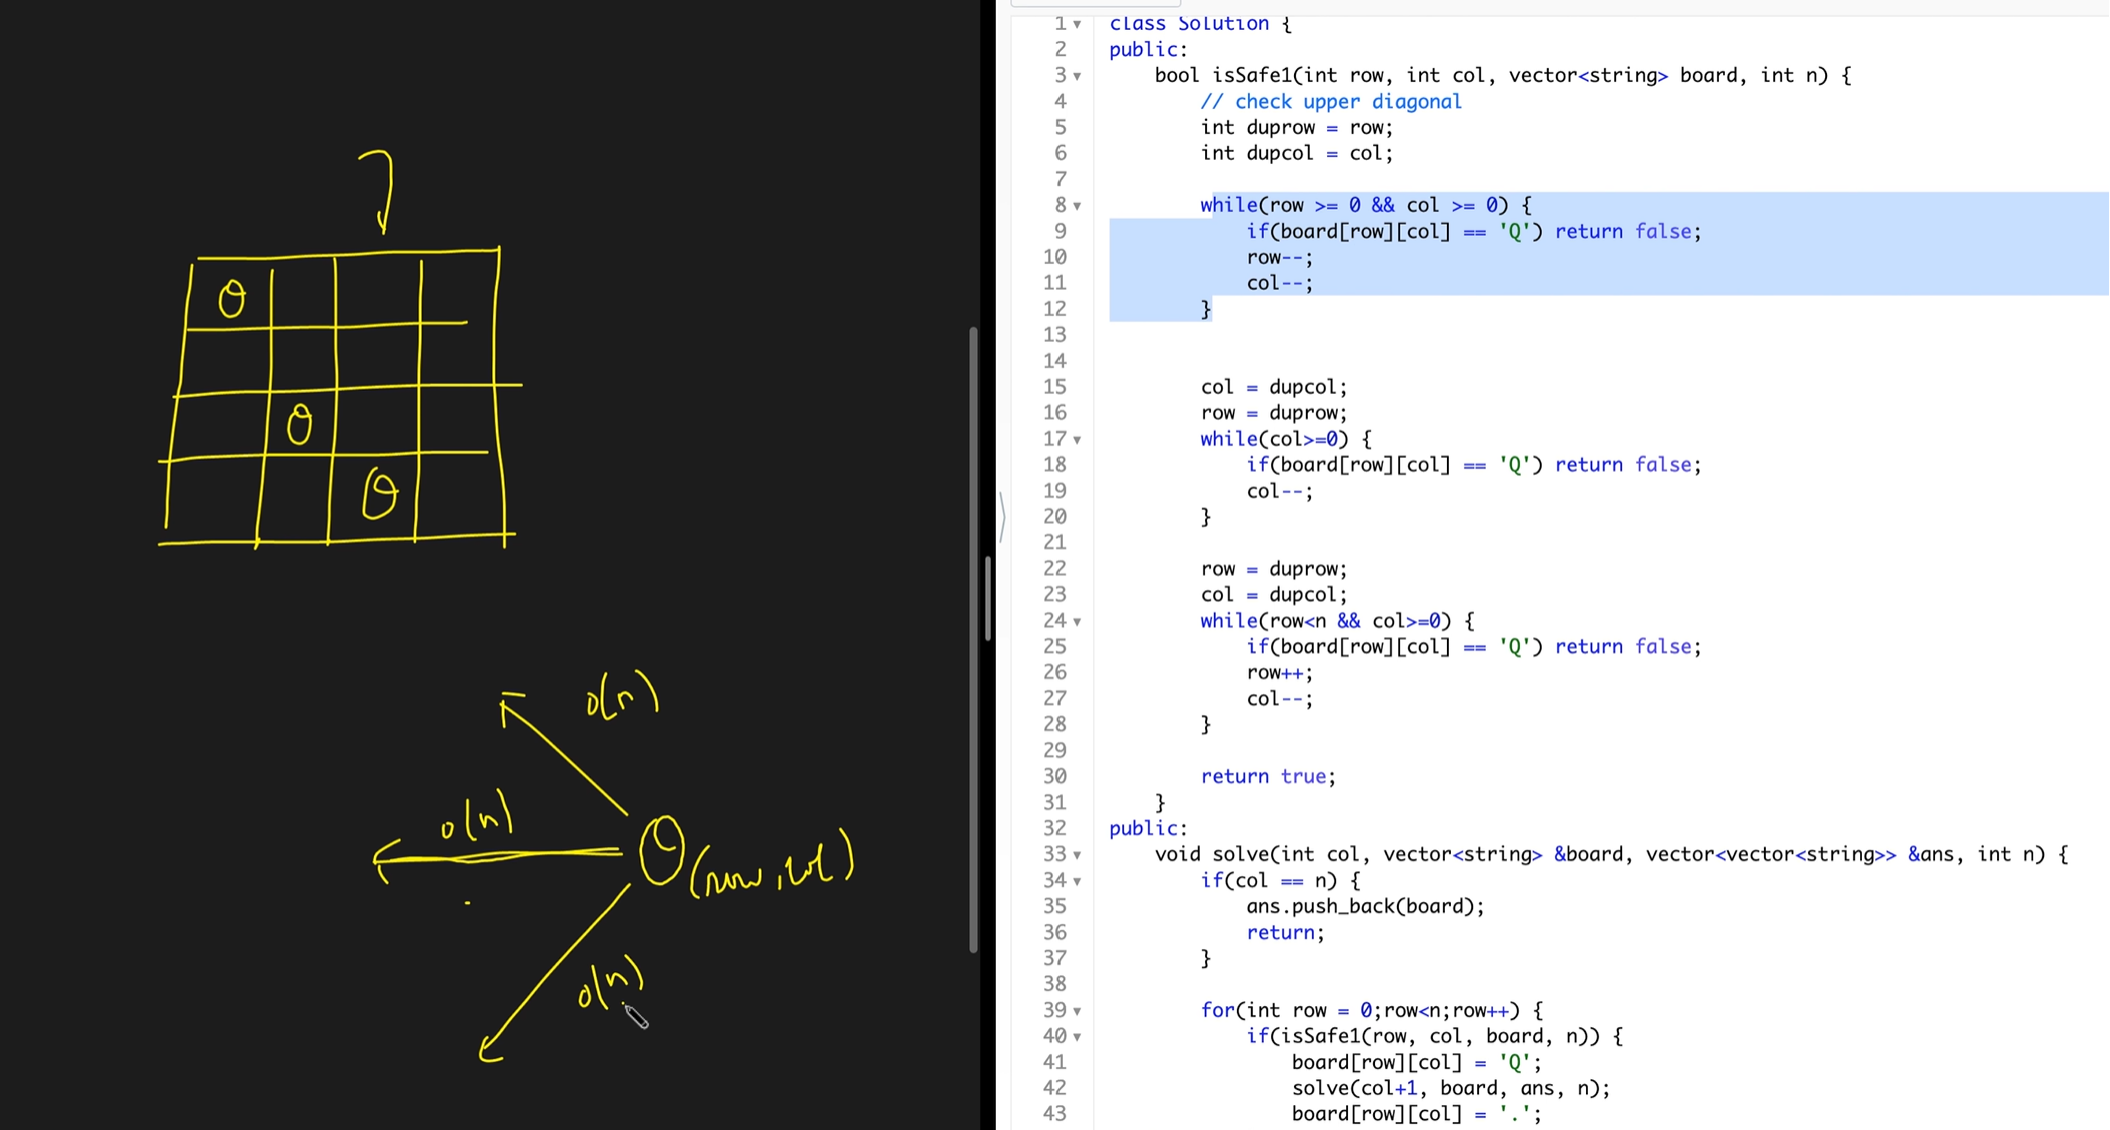 Q
Q
Q
O(n)
O(n)
Q(row, col)
O(n)
1 class Solution {
2 public:
3 bool isSafe1(int row, int col, vector<string> board, int n) {
4 // check upper diagonal
5 int duprow = row;
6 int dupcol = col;
7
8 while(row >= 0 && col >= 0) {
9 if(board[row][col] == 'Q') return false;
10 row--;
11 col--;
12 }
13
14
15 col = dupcol;
16 row = duprow;
17 while(col>=0) {
18 if(board[row][col] == 'Q') return false;
19 col--;
20 }
21
22 row = duprow;
23 col = dupcol;
24 while(row<n && col>=0) {
25 if(board[row][col] == 'Q') return false;
26 row++;
27 col--;
28 }
29
30 return true;
31 }
32 public:
33 void solve(int col, vector<string> &board, vector<vector<string>> &ans, int n) {
34 if(col == n) {
35 ans.push_back(board);
36 return;
37 }
38
39 for(int row = 0;row<n;row++) {
40 if(isSafe1(row, col, board, n)) {
41 board[row][col] = 'Q';
42 solve(col+1, board, ans, n);
43 board[row][col] = '.';